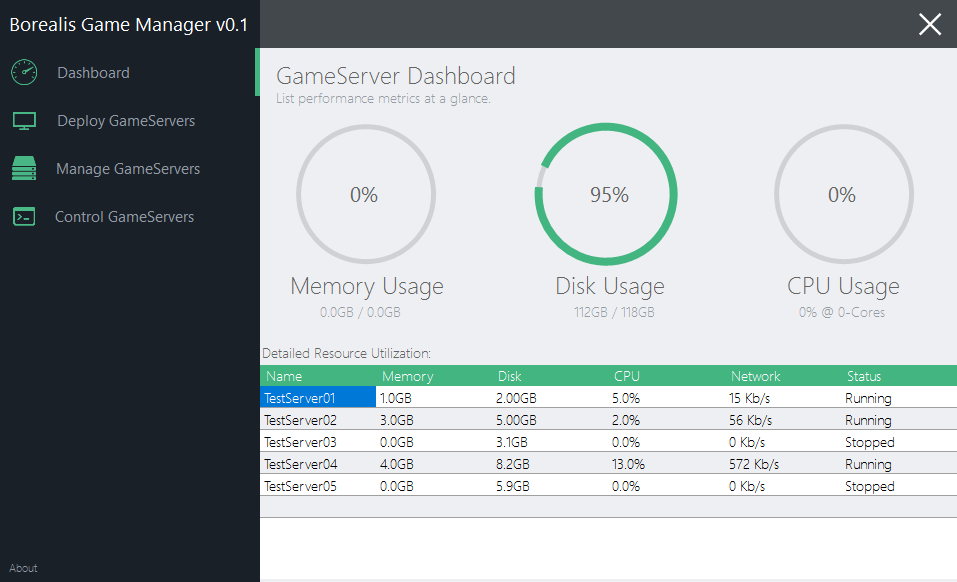 Borealis Game Manager v0.1
Dashboard
Deploy GameServers
Manage GameServers
Control GameServers
About
GameServer Dashboard
List performance metrics at a glance.
0% 95% 0%
Memory Usage Disk Usage CPU Usage
0.0GB / 0.0GB 112GB / 118GB 0% @ 0-Cores
Detailed Resource Utilization:
Name Memory Disk CPU Network Status
TestServer01 1.0GB 2.00GB 5.0% 15 Kb/s Running
TestServer02 3.0GB 5.00GB 2.0% 56 Kb/s Running
TestServer03 0.0GB 3.1GB 0.0% 0 Kb/s Stopped
TestServer04 4.0GB 8.2GB 13.0% 572 Kb/s Running
TestServer05 0.0GB 5.9GB 0.0% 0 Kb/s Stopped